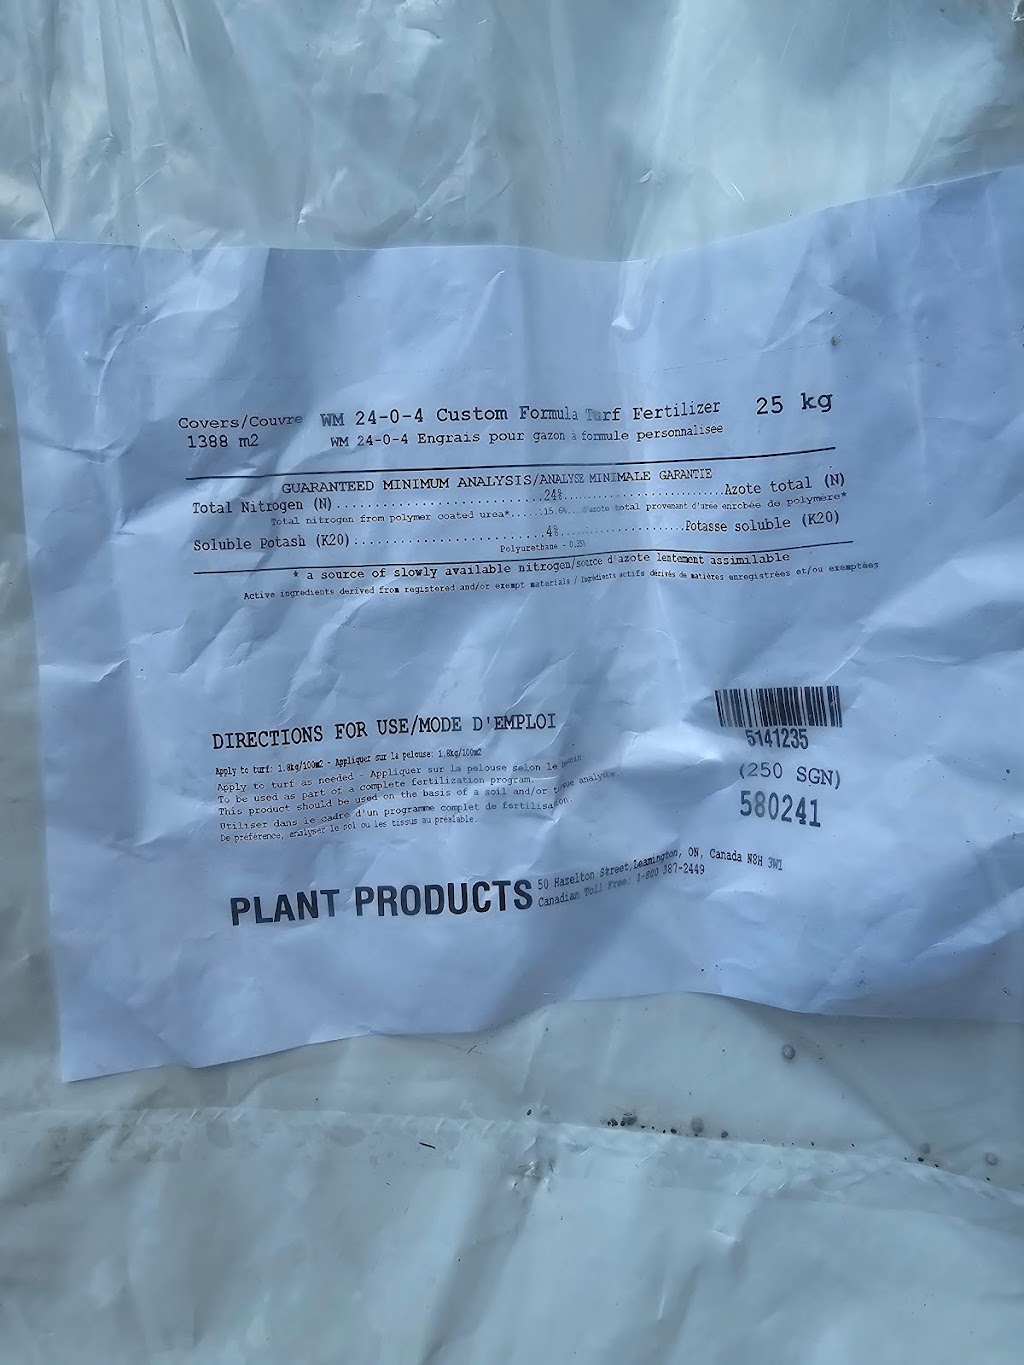 Covers/Couvre WM 24-0-4 Custom Formula Turf Fertilizer 25 kg
1388 m2 WM 24-0-4 Engrais pour gazon à formule personnalisee
GUARANTEED MINIMUM ANALYSIS/ANALYSE MINIMALE GARANTIE
Total Nitrogen (N)........................24%........................Azote total (N)
Total nitrogen from polymer coated urea*......15.6%....d'azote total provenant d'uree enrobée de polymère*
Soluble Potash (K20).......................4%.................Potasse soluble (K20)
Polyurethane - 0.35%
* a source of slowly available nitrogen/source d'azote lentement assimilable
Active ingredients derived from registered and/or exempt materials / Ingrédients actifs dérivés de matières enregistrées et/ou exemptées
DIRECTIONS FOR USE/MODE D'EMPLOI
Apply to turf: 1.8kg/100m2 - Appliquer sur la pelouse: 1.8kg/100m2
Apply to turf as needed - Appliquer sur la pelouse selon le besoin
To be used as part of a complete fertilization program.
This product should be used on the basis of a soil and/or tissue analysis.
Utiliser dans le cadre d'un programme complet de fertilisation.
De préférence, analyser le sol ou les tissus au préalable.
5141235
(250 SGN)
580241
PLANT PRODUCTS
50 Hazelton Street, Leamington, ON, Canada N8H 3W1
Canadian Toll Free: 1-800 387-2449